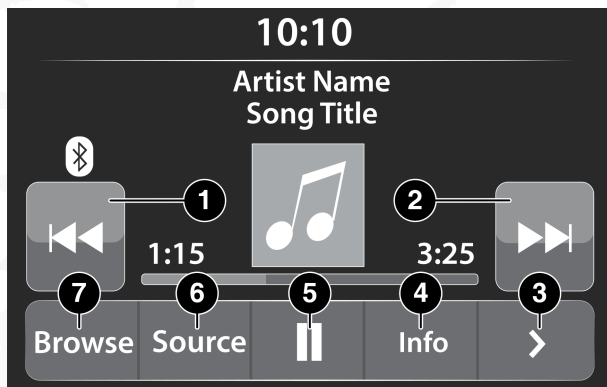 10:10
Artist Name
Song Title
1 2
1:15 3:25
7 6 5 4 3
Browse Source Info